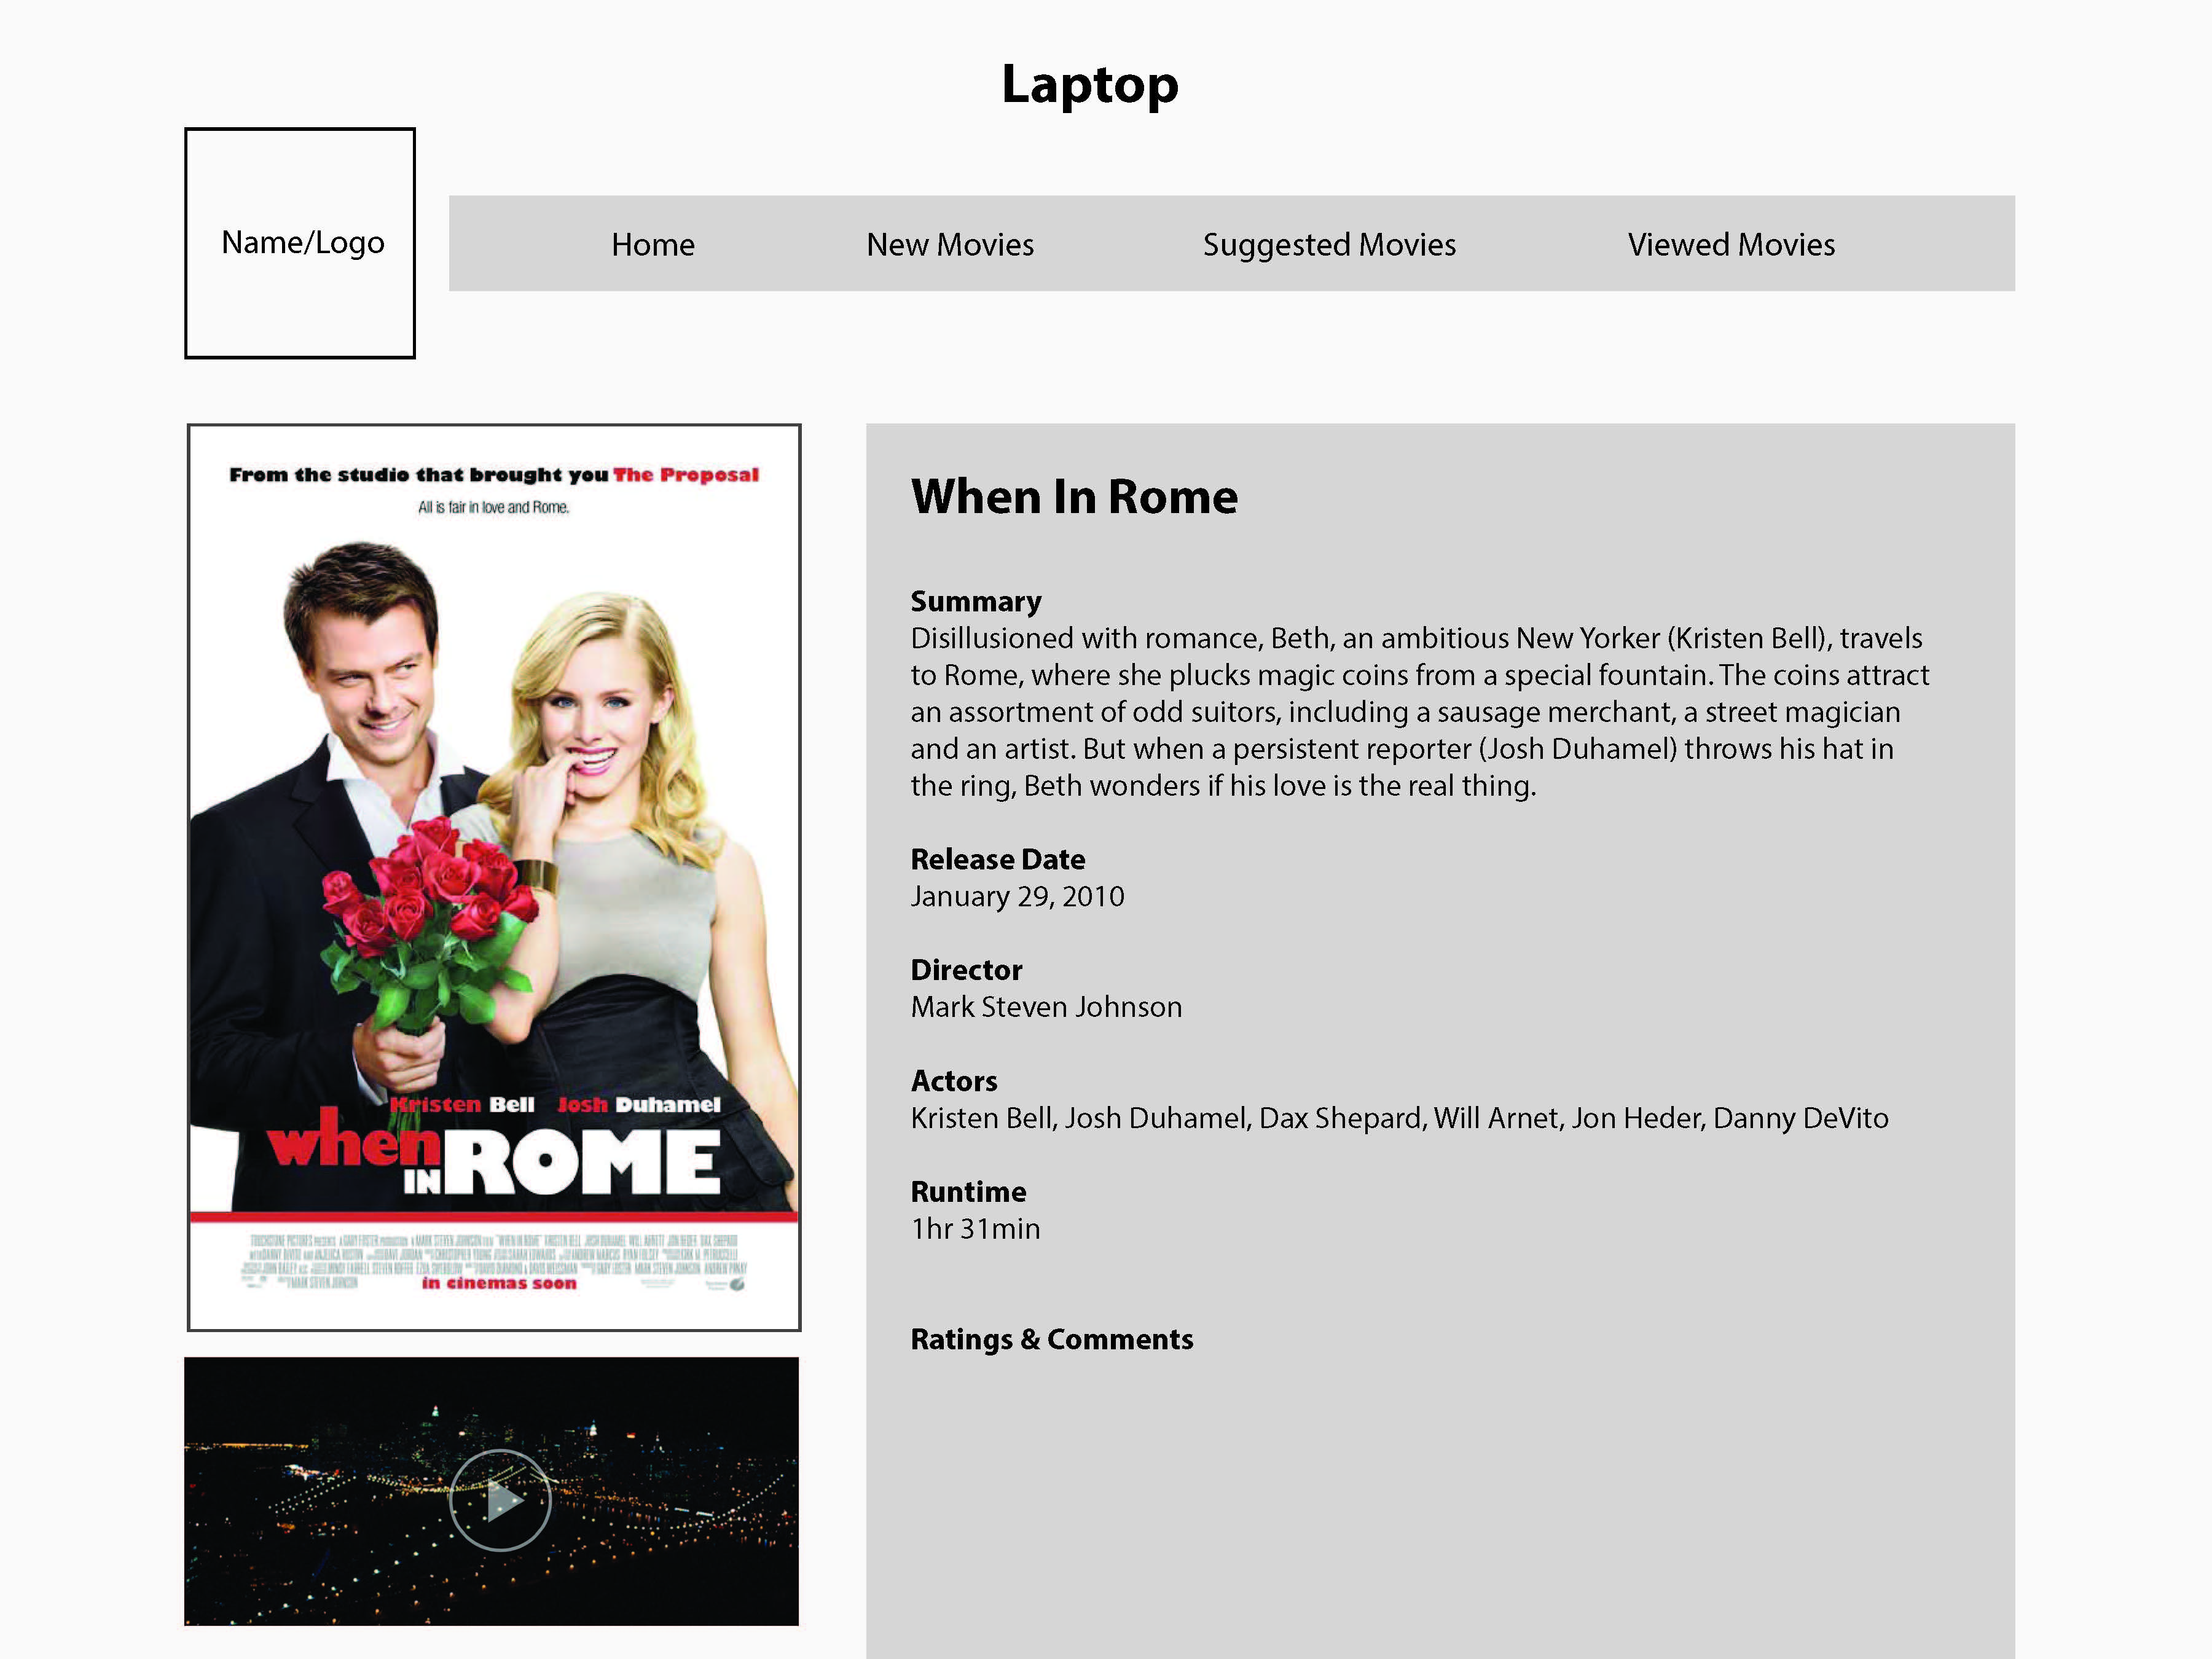 Laptop
Name/Logo
Home
New Movies
Suggested Movies
Viewed Movies
From the studio that brought you The Proposal
All is fair in love and Rome.
Kristen Bell Josh Duhamel
when
IN ROME
in cinemas soon
When In Rome
Summary
Disillusioned with romance, Beth, an ambitious New Yorker (Kristen Bell), travels
to Rome, where she plucks magic coins from a special fountain. The coins attract
an assortment of odd suitors, including a sausage merchant, a street magician
and an artist. But when a persistent reporter (Josh Duhamel) throws his hat in
the ring, Beth wonders if his love is the real thing.
Release Date
January 29, 2010
Director
Mark Steven Johnson
Actors
Kristen Bell, Josh Duhamel, Dax Shepard, Will Arnet, Jon Heder, Danny DeVito
Runtime
1hr 31min
Ratings & Comments